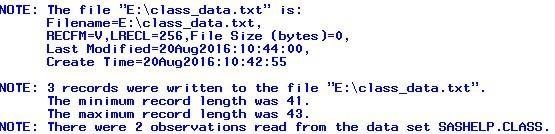 NOTE: The file "E:\class_data.txt" is:
Filename=E:\class_data.txt,
RECFM=V,LRECL=256,File Size (bytes)=0,
Last Modified=20Aug2016:10:44:00,
Create Time=20Aug2016:10:42:55
NOTE: 3 records were written to the file "E:\class_data.txt".
The minimum record length was 41.
The maximum record length was 43.
NOTE: There were 2 observations read from the data set SASHELP.CLASS.